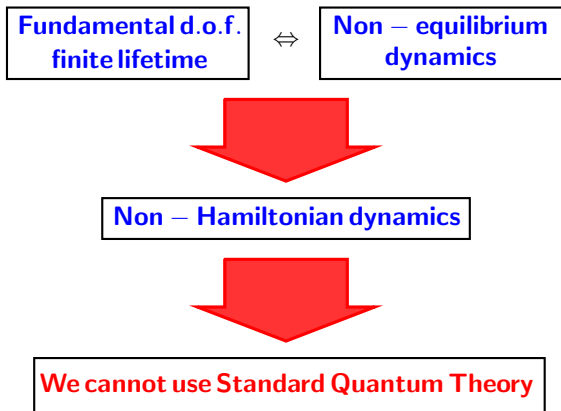 Fundamental d.o.f.
finite lifetime
⇔
Non – equilibrium
dynamics
Non – Hamiltonian dynamics
We cannot use Standard Quantum Theory